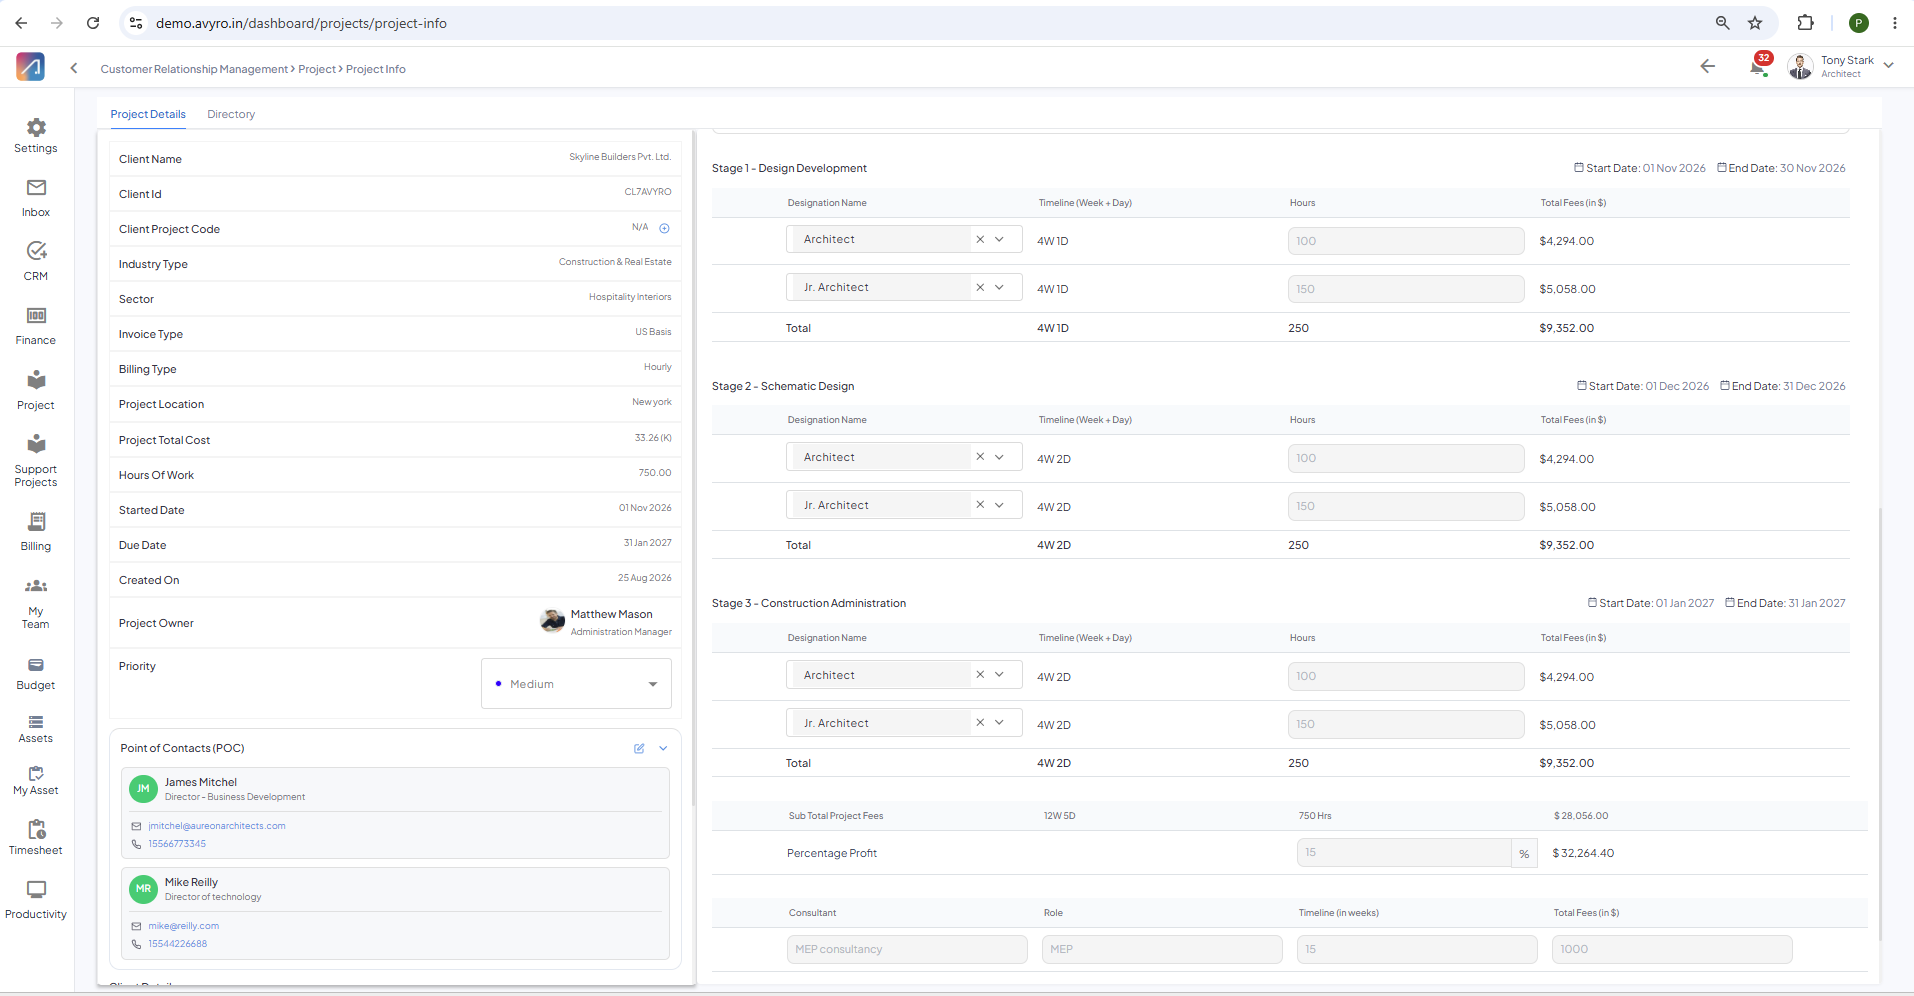 demo.avyro.in/dashboard/projects/project-info
P
Customer Relationship Management > Project > Project Info
32
Tony Stark
Architect
Settings
Inbox
CRM
Finance
Project
Support Projects
Billing
My Team
Budget
Assets
My Asset
Timesheet
Productivity
Project Details
Directory
Client Name Skyline Builders Pvt. Ltd.
Client Id CL7AVYRO
Client Project Code N/A
Industry Type Construction & Real Estate
Sector Hospitality Interiors
Invoice Type US Basis
Billing Type Hourly
Project Location Newyork
Project Total Cost 33.26 (K)
Hours Of Work 750.00
Started Date 01 Nov 2026
Due Date 31 Jan 2027
Created On 25 Aug 2026
Project Owner Matthew Mason
Administration Manager
Priority Medium
Point of Contacts (POC)
JM James Mitchel
Director - Business Development
jmitchel@aureonarchitects.com
15566773345
MR Mike Reilly
Director of technology
mike@reilly.com
15544226688
Stage 1 - Design Development Start Date: 01 Nov 2026 End Date: 30 Nov 2026
Designation Name Timeline (Week + Day) Hours Total Fees (in $)
Architect 4W 1D 100 $4,294.00
Jr. Architect 4W 1D 150 $5,058.00
Total 4W 1D 250 $9,352.00
Stage 2 - Schematic Design Start Date: 01 Dec 2026 End Date: 31 Dec 2026
Designation Name Timeline (Week + Day) Hours Total Fees (in $)
Architect 4W 2D 100 $4,294.00
Jr. Architect 4W 2D 150 $5,058.00
Total 4W 2D 250 $9,352.00
Stage 3 - Construction Administration Start Date: 01 Jan 2027 End Date: 31 Jan 2027
Designation Name Timeline (Week + Day) Hours Total Fees (in $)
Architect 4W 2D 100 $4,294.00
Jr. Architect 4W 2D 150 $5,058.00
Total 4W 2D 250 $9,352.00
Sub Total Project Fees 12W 5D 750 Hrs $ 28,056.00
Percentage Profit 15 % $ 32,264.40
Consultant Role Timeline (in weeks) Total Fees (in $)
MEP consultancy MEP 15 1000